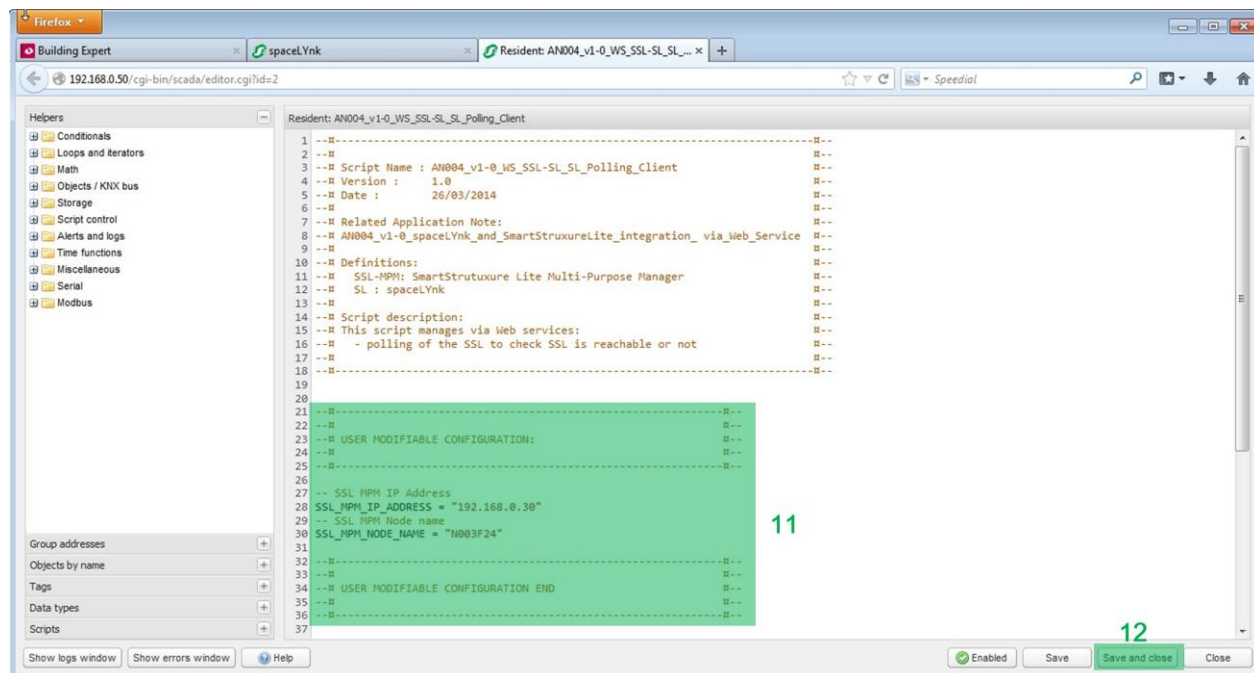 Firefox
Building Expert
spaceLYnk
Resident: AN004_v1-0_WS_SSL-SL_SL_...
192.168.0.50/cgi-bin/scada/editor.cgi?id=2
Speedial
Helpers
Conditionals
Loops and iterators
Math
Objects / KNX bus
Storage
Script control
Alerts and logs
Time functions
Miscellaneous
Serial
Modbus
Group addresses
Objects by name
Tags
Data types
Scripts
Resident: AN004_v1-0_WS_SSL-SL_SL_Polling_Client
1 --¤--------------------------------------------------------------------------¤--
2 --¤ ¤--
3 --¤ Script Name : AN004_v1-0_WS_SSL-SL_SL_Polling_Client ¤--
4 --¤ Version : 1.0 ¤--
5 --¤ Date : 26/03/2014 ¤--
6 --¤ ¤--
7 --¤ Related Application Note: ¤--
8 --¤ AN004_v1-0_spaceLYnk_and_SmartStruxureLite_integration_ via_Web_Service ¤--
9 --¤ ¤--
10 --¤ Definitions: ¤--
11 --¤ SSL-MPM: SmartStrutuxure Lite Multi-Purpose Manager ¤--
12 --¤ SL : spaceLYnk ¤--
13 --¤ ¤--
14 --¤ Script description: ¤--
15 --¤ This script manages via Web services: ¤--
16 --¤ - polling of the SSL to check SSL is reachable or not ¤--
17 --¤ ¤--
18 --¤--------------------------------------------------------------------------¤--
19
20
21 --¤------------------------------------------------------------¤--
22 --¤ ¤--
23 --¤ USER MODIFIABLE CONFIGURATION: ¤--
24 --¤ ¤--
25 --¤------------------------------------------------------------¤--
26
27 -- SSL MPM IP Address
28 SSL_MPM_IP_ADDRESS = "192.168.0.30"
29 -- SSL MPM Node name
30 SSL_MPM_NODE_NAME = "N003F24"
31
32 --¤------------------------------------------------------------¤--
33 --¤ ¤--
34 --¤ USER MODIFIABLE CONFIGURATION END ¤--
35 --¤ ¤--
36 --¤------------------------------------------------------------¤--
37
11
12
Show logs window
Show errors window
Help
Enabled
Save
Save and close
Close